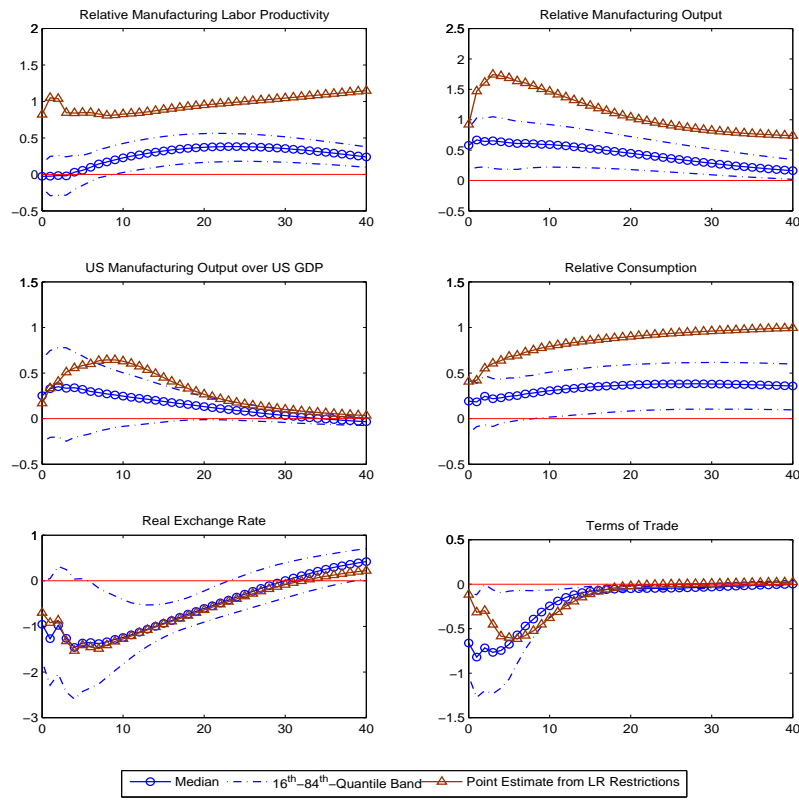 Relative Manufacturing Labor Productivity
2
1.5
1
0.5
0
−0.5
0 10 20 30 40
Relative Manufacturing Output
2.5
2
1.5
1
0.5
0
−0.5
0 10 20 30 40
US Manufacturing Output over US GDP
1.5
1
0.5
0
−0.5
0 10 20 30 40
Relative Consumption
1.5
1
0.5
0
−0.5
0 10 20 30 40
Real Exchange Rate
1
0
−1
−2
−3
0 10 20 30 40
Terms of Trade
0.5
0
−0.5
−1
−1.5
0 10 20 30 40
Median 16th−84th−Quantile Band Point Estimate from LR Restrictions